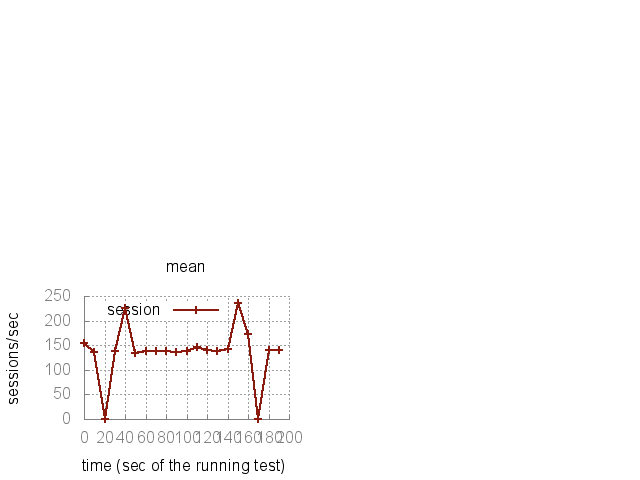 mean
250
session
200
150
100
50
0
sessions/sec
0 20 40 60 80 100 120 140 160 180 200
time (sec of the running test)